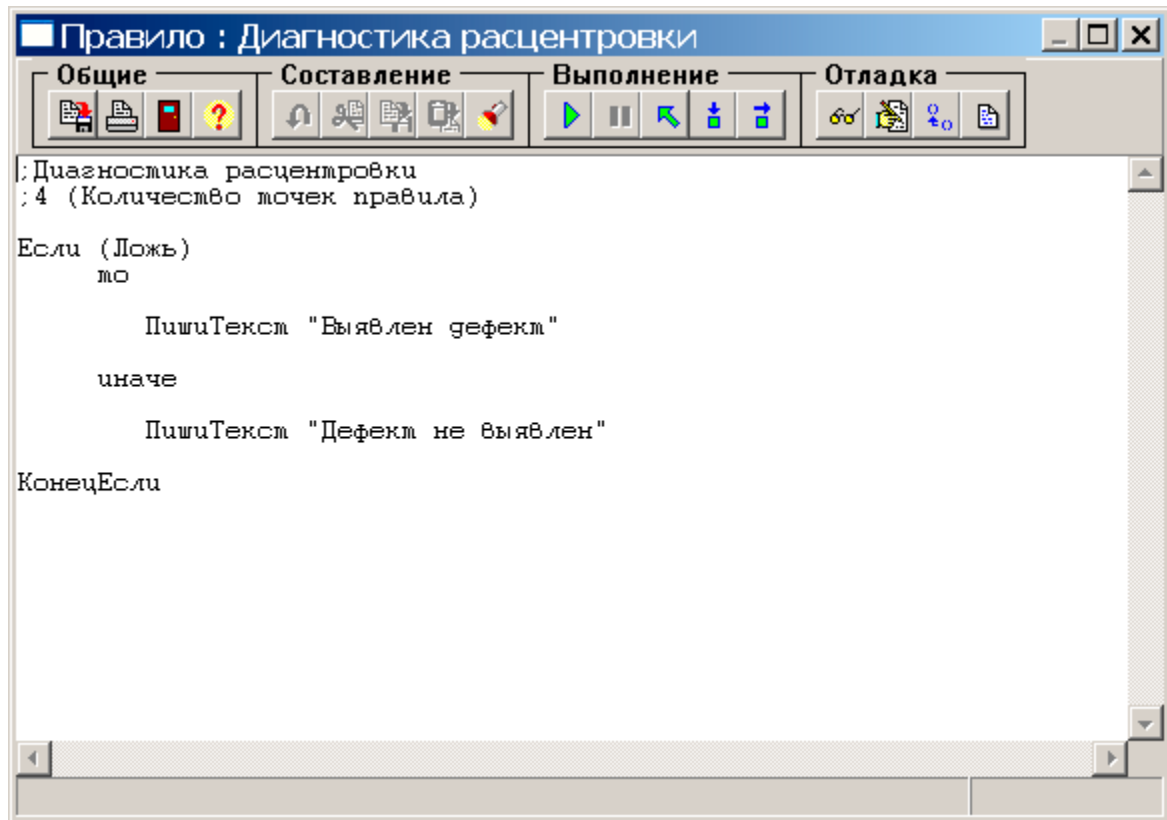 Правило : Диагностика расцентровки
Общие Составление Выполнение Отладка
;Диагностика расцентровки
;4 (Количество точек правила)
Если (Ложь)
то
ПишиТекст "Выявлен дефект"
иначе
ПишиТекст "Дефект не выявлен"
КонецЕсли